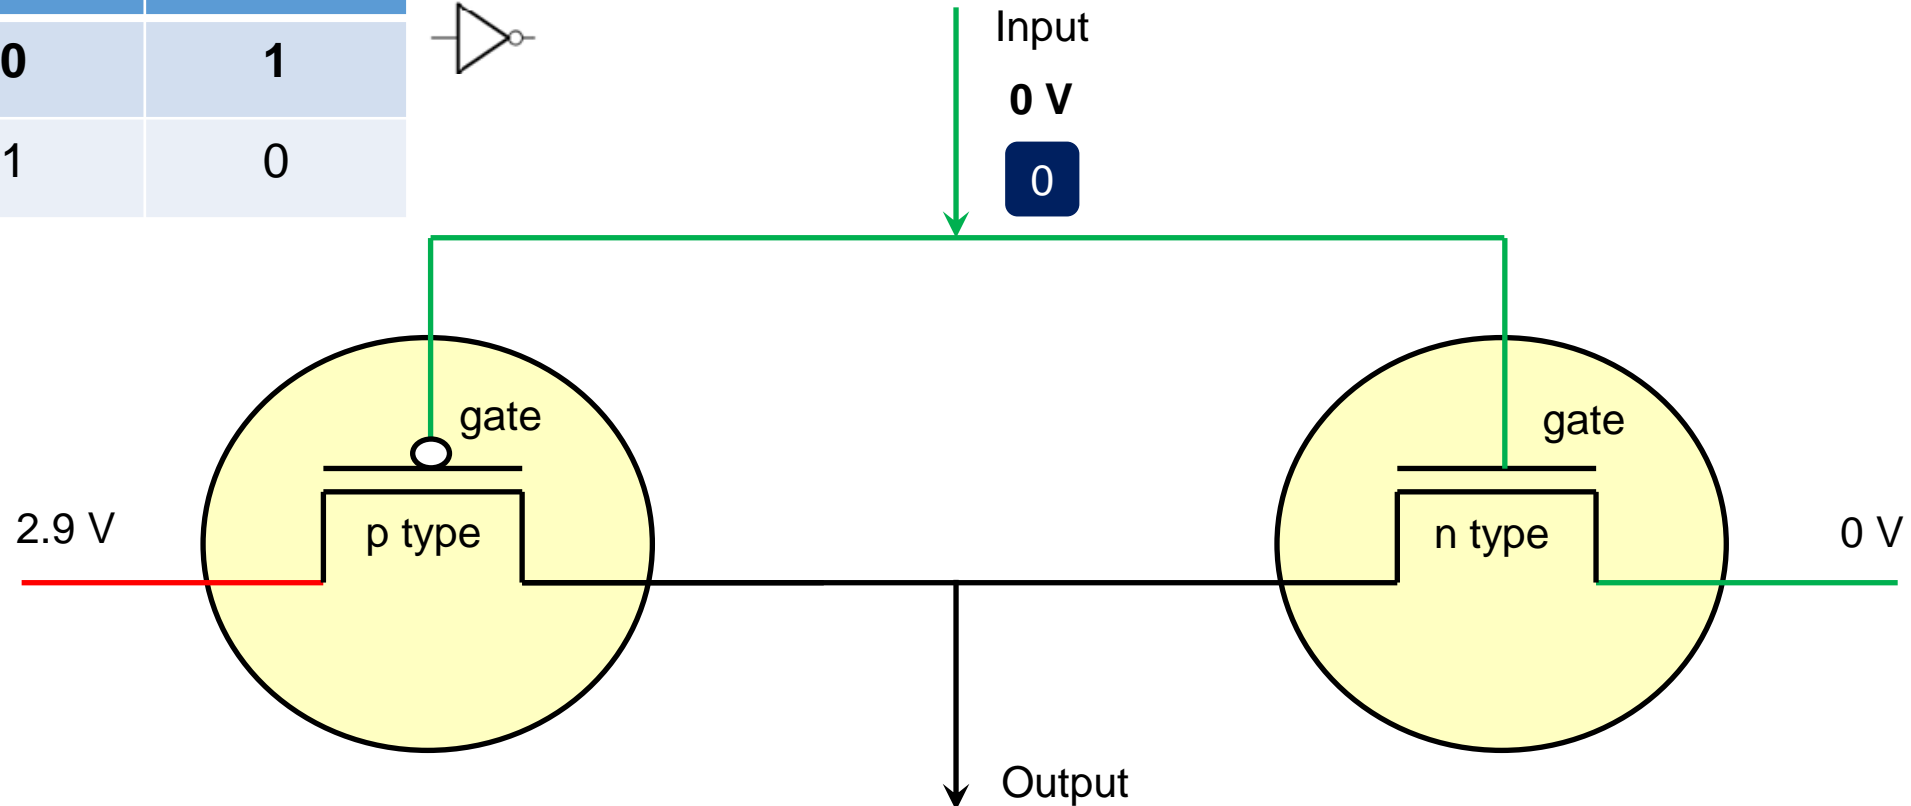 0 1
1 0
Input
0 V
0
gate
gate
2.9 V
p type
n type
0 V
Output